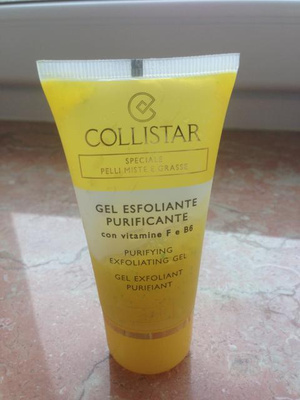 COLLISTAR
SPECIALE
PELLI MISTE E GRASSE
GEL ESFOLIANTE
PURIFICANTE
con vitamine F e B6
PURIFYING
EXFOLIATING GEL
GEL EXFOLIANT
PURIFIANT